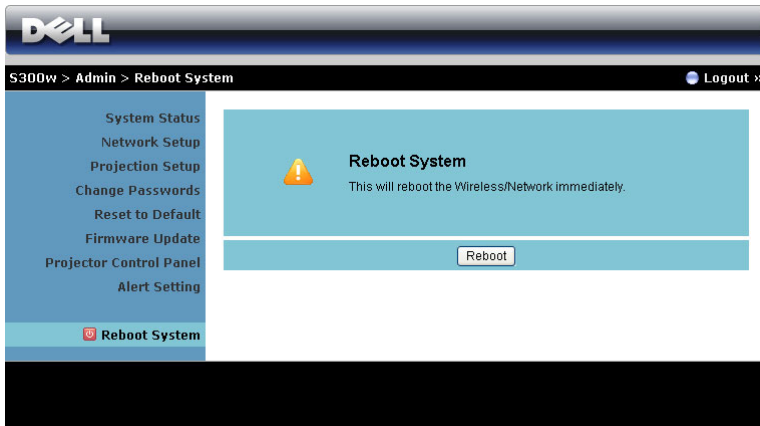 DELL
S300w > Admin > Reboot System
Logout »
System Status
Network Setup
Projection Setup
Change Passwords
Reset to Default
Firmware Update
Projector Control Panel
Alert Setting
Reboot System
Reboot System
This will reboot the Wireless/Network immediately.
Reboot